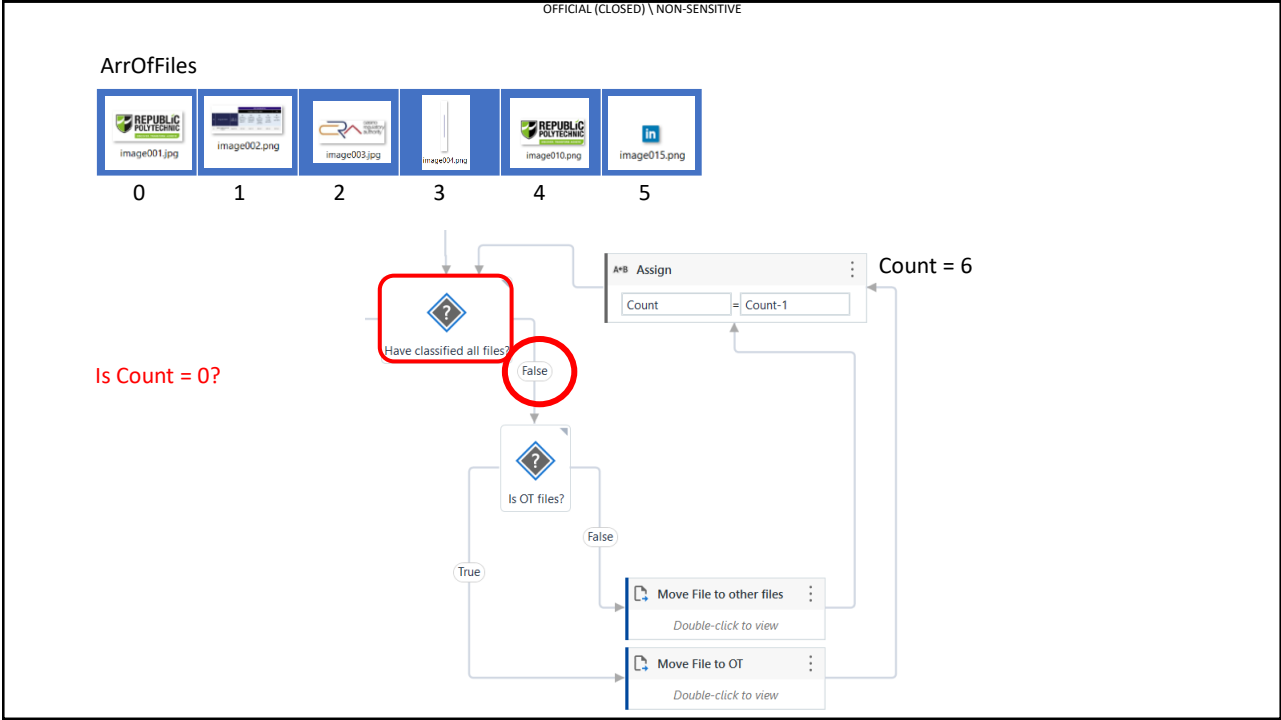 OFFICIAL (CLOSED) \ NON-SENSITIVE
ArrOfFiles
REPUBLIC
POLYTECHNIC
image001.jpg
image002.png
CRA
image003.jpg
image004.png
REPUBLIC
POLYTECHNIC
image010.png
in
image015.png
0 1 2 3 4 5
A*B Assign
Count = 6
Count = Count-1
Have classified all files?
Is Count = 0?
False
Is OT files?
False
True
Move File to other files
Double-click to view
Move File to OT
Double-click to view